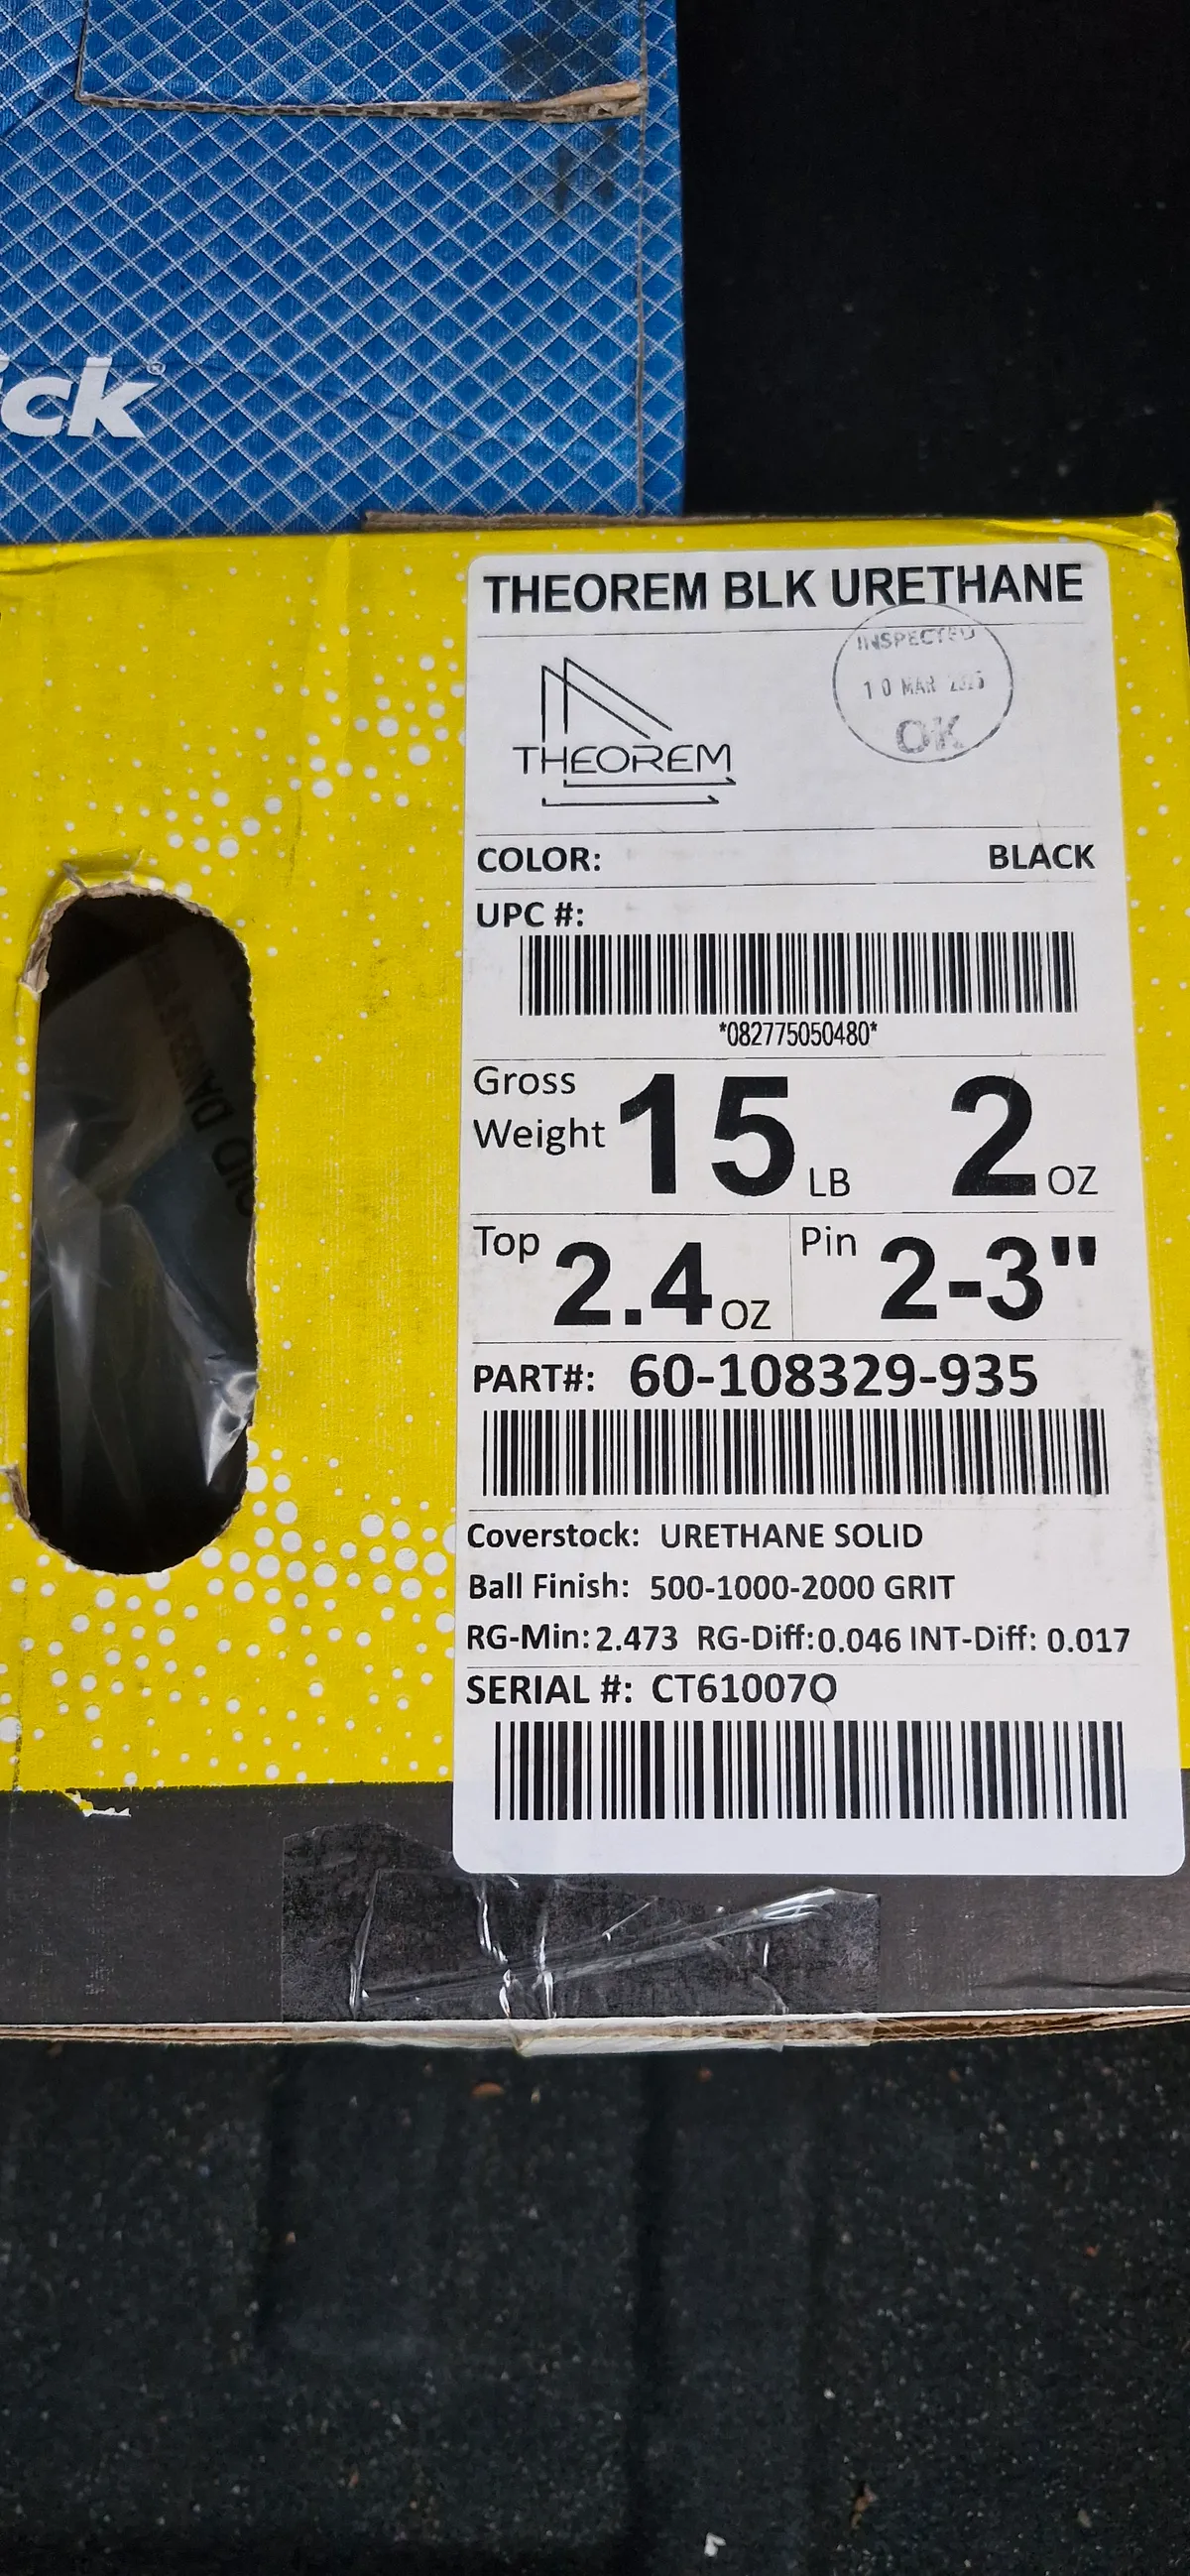 ick®
THEOREM BLK URETHANE
INSPECTED
10 MAR
OK
THEOREM
COLOR: BLACK
UPC #:
*082775050480*
Gross Weight 15 LB 2 OZ
Top 2.4 OZ Pin 2-3"
PART#: 60-108329-935
Coverstock: URETHANE SOLID
Ball Finish: 500-1000-2000 GRIT
RG-Min: 2.473 RG-Diff:0.046 INT-Diff: 0.017
SERIAL #: CT61007O